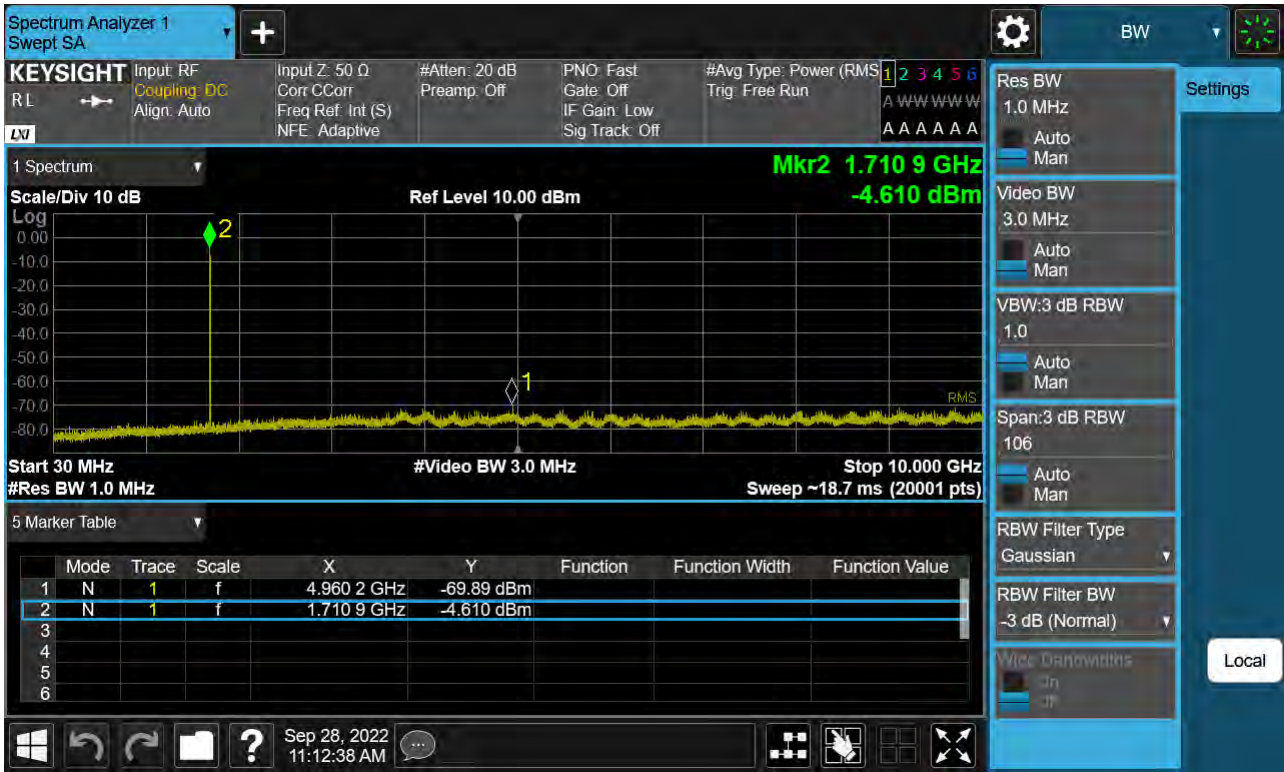 Spectrum Analyzer 1
Swept SA
+
BW
KEYSIGHT
RL
LXI
Input: RF
Coupling: DC
Align: Auto
Input Z: 50 Ω
Corr CCorr
Freq Ref: Int (S)
NFE: Adaptive
#Atten: 20 dB
Preamp: Off
PNO: Fast
Gate: Off
IF Gain: Low
Sig Track: Off
#Avg Type: Power (RMS
Trig: Free Run
1 2 3 4 5 6
A W W W W W
A A A A A A
1 Spectrum
Mkr2 1.710 9 GHz
Scale/Div 10 dB
Ref Level 10.00 dBm
-4.610 dBm
Log
0.00
-10.0
-20.0
-30.0
-40.0
-50.0
-60.0
-70.0
-80.0
2
1
RMS
Start 30 MHz
#Video BW 3.0 MHz
Stop 10.000 GHz
#Res BW 1.0 MHz
Sweep ~18.7 ms (20001 pts)
5 Marker Table
Mode Trace Scale X Y Function Function Width Function Value
1 N 1 f 4.960 2 GHz -69.89 dBm
2 N 1 f 1.710 9 GHz -4.610 dBm
3
4
5
6
Res BW
1.0 MHz
Auto
Man
Video BW
3.0 MHz
Auto
Man
VBW:3 dB RBW
1.0
Auto
Man
Span:3 dB RBW
106
Auto
Man
RBW Filter Type
Gaussian
RBW Filter BW
-3 dB (Normal)
Settings
Local
?
Sep 28, 2022
11:12:38 AM